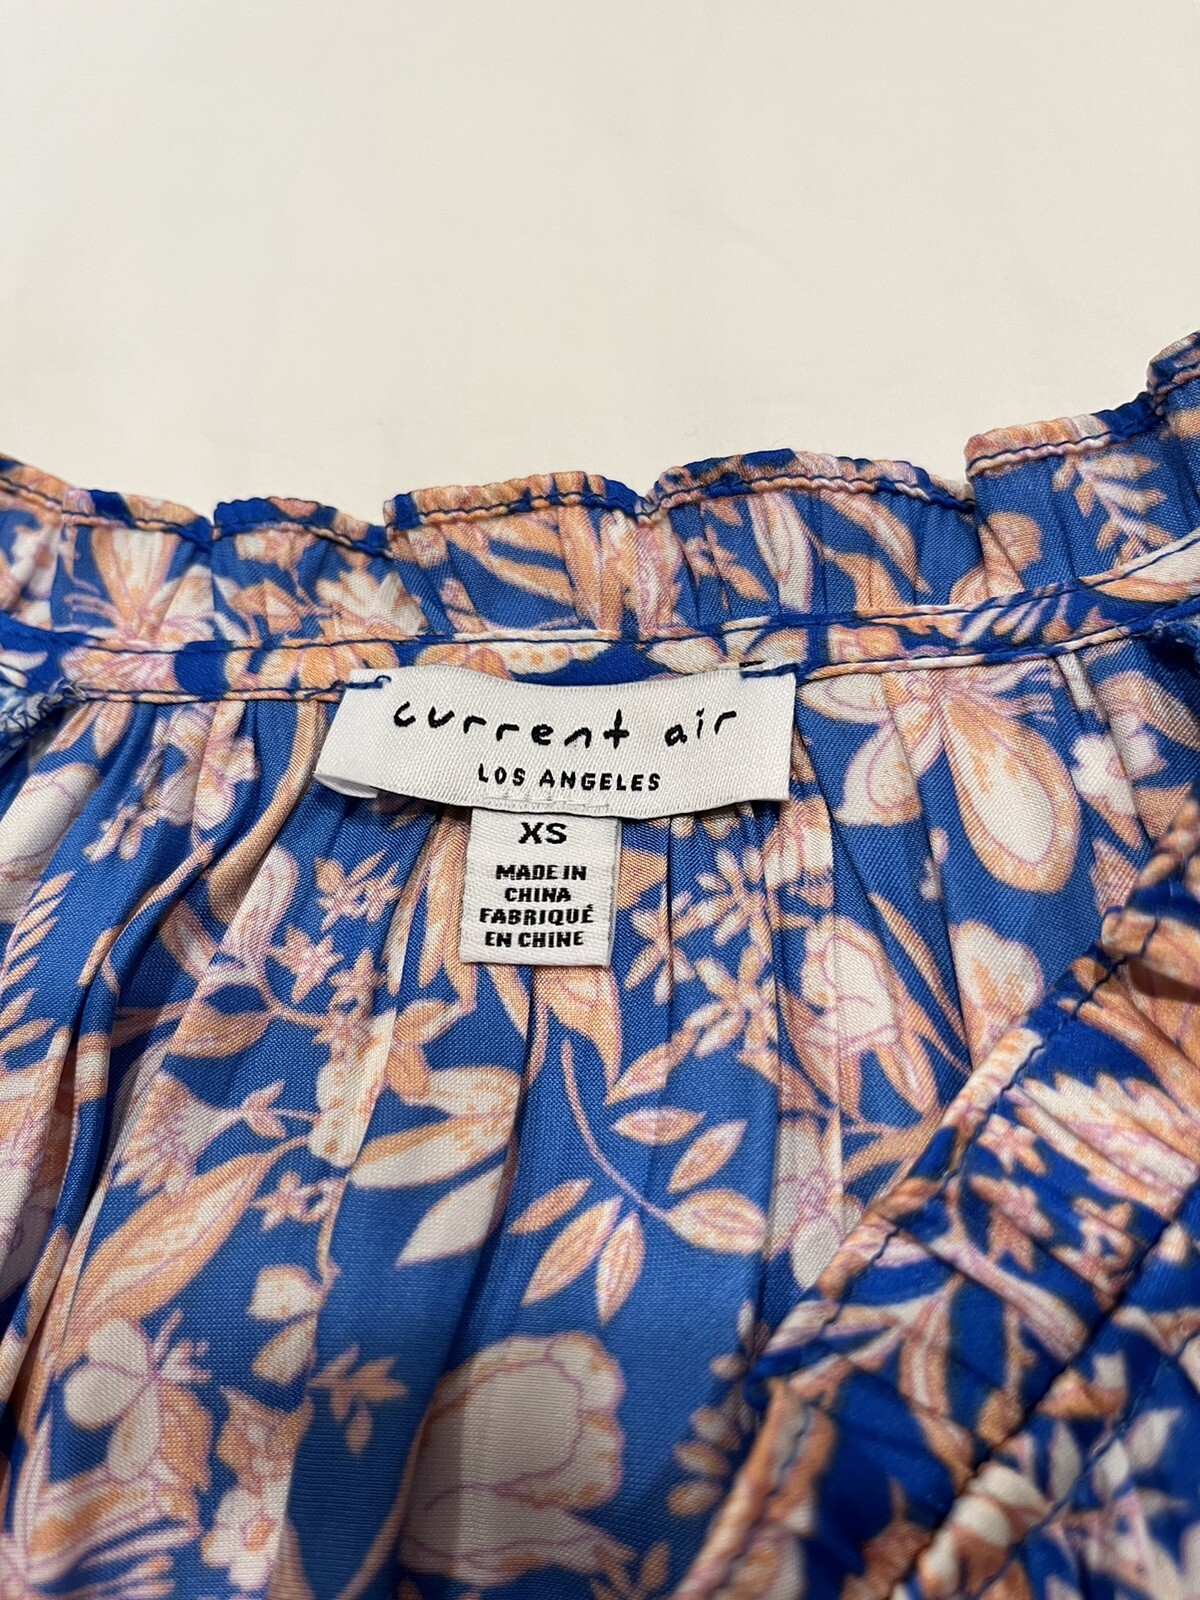 current air
LOS ANGELES
XS
MADE IN
CHINA
FABRIQUÉ
EN CHINE